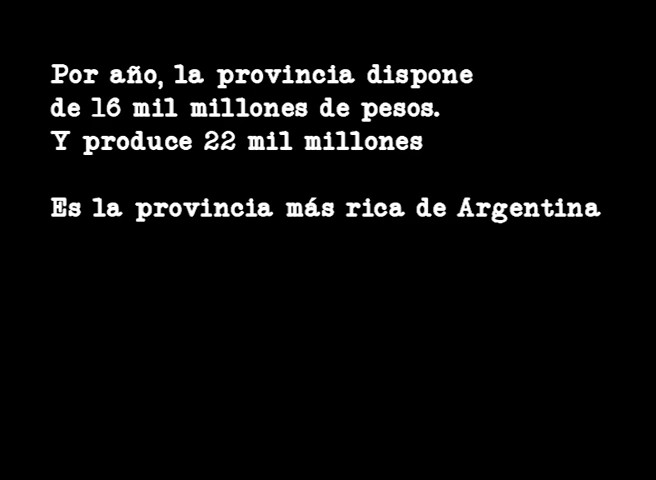 Por año, la provincia dispone
de 16 mil millones de pesos.
Y produce 22 mil millones
Es la provincia más rica de Argentina